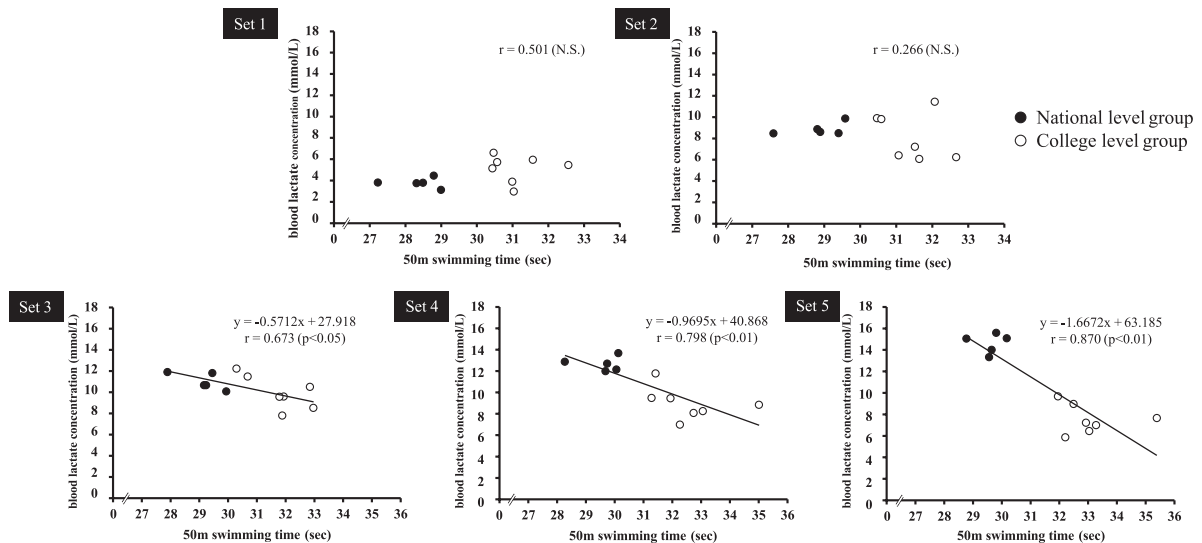 Set 1
r = 0.501 (N.S.)
blood lactate concentration (mmol/L)
18
16
14
12
10
8
6
4
2
0
0 27 28 29 30 31 32 33 34
50m swimming time (sec)
Set 2
r = 0.266 (N.S.)
blood lactate concentration (mmol/L)
18
16
14
12
10
8
6
4
2
0
0 27 28 29 30 31 32 33 34
50m swimming time (sec)
National level group
College level group
Set 3
y = -0.5712x + 27.918
r = 0.673 (p<0.05)
blood lactate concentration (mmol/L)
18
16
14
12
10
8
6
4
2
0
0 27 28 29 30 31 32 33 34 35 36
50m swimming time (sec)
Set 4
y = -0.9695x + 40.868
r = 0.798 (p<0.01)
blood lactate concentration (mmol/L)
18
16
14
12
10
8
6
4
2
0
0 27 28 29 30 31 32 33 34 35 36
50m swimming time (sec)
Set 5
y = -1.6672x + 63.185
r = 0.870 (p<0.01)
blood lactate concentration (mmol/L)
18
16
14
12
10
8
6
4
2
0
0 27 28 29 30 31 32 33 34 35 36
50m swimming time (sec)